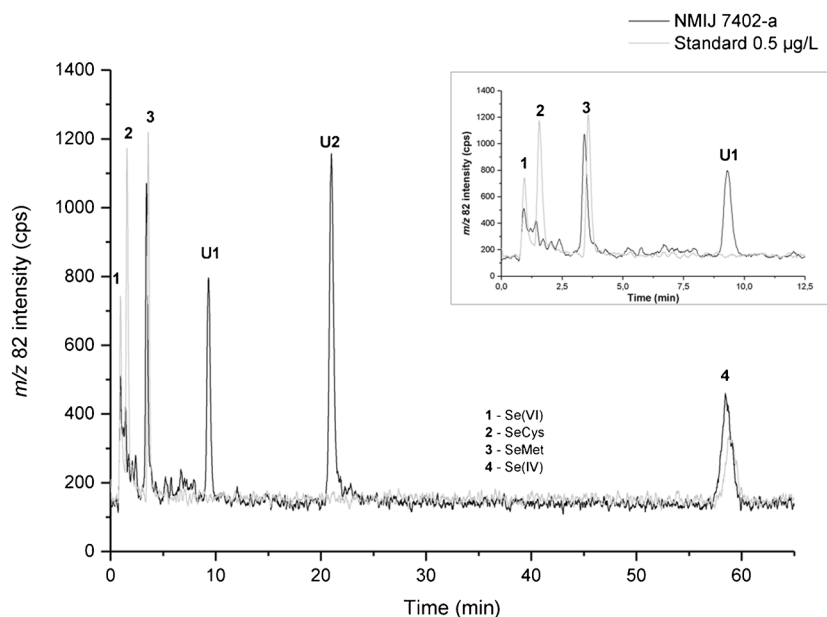 NMIJ 7402-a
Standard 0.5 µg/L
1400
1200
1000
800
600
400
200
0
m/z 82 intensity (cps)
0
10
20
30
40
50
60
Time (min)
1
2
3
U1
U2
4
1 - Se(VI)
2 - SeCys
3 - SeMet
4 - Se(IV)
1400
1200
1000
800
600
400
200
0
m/z 82 intensity (cps)
0,0
2,5
5,0
7,5
10,0
12,5
Time (min)
1
2
3
U1